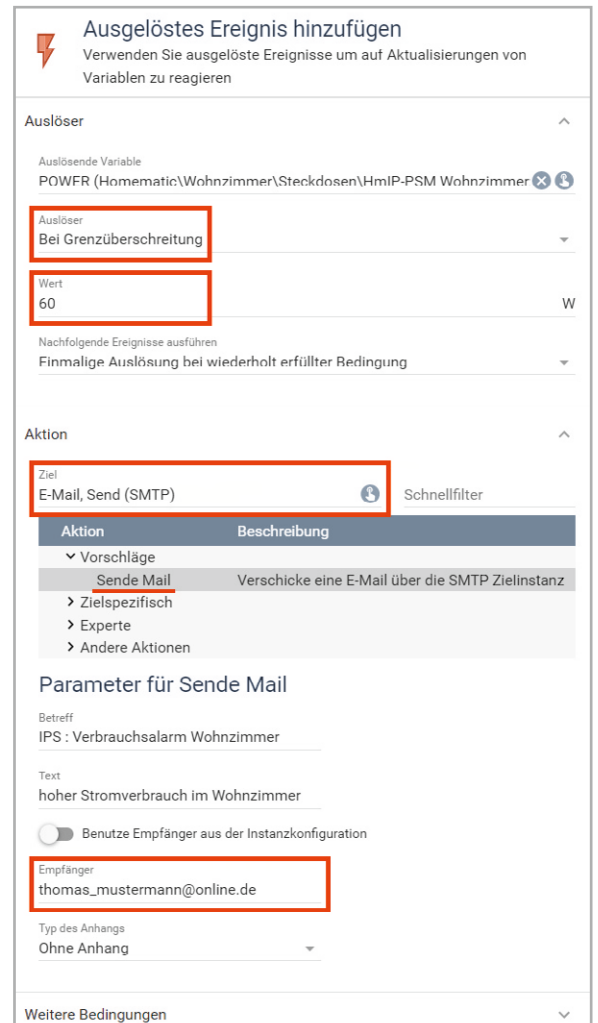 Ausgelöstes Ereignis hinzufügen
Verwenden Sie ausgelöste Ereignisse um auf Aktualisierungen von
Variablen zu reagieren
Auslöser
Auslösende Variable
POWER (Homematic\Wohnzimmer\Steckdosen\HmIP-PSM Wohnzimmer
Auslöser
Bei Grenzüberschreitung
Wert
60 W
Nachfolgende Ereignisse ausführen
Einmalige Auslösung bei wiederholt erfüllter Bedingung
Aktion
Ziel
E-Mail, Send (SMTP) Schnellfilter
Aktion Beschreibung
Vorschläge
Sende Mail Verschicke eine E-Mail über die SMTP Zielinstanz
Zielspezifisch
Experte
Andere Aktionen
Parameter für Sende Mail
Betreff
IPS : Verbrauchsalarm Wohnzimmer
Text
hoher Stromverbrauch im Wohnzimmer
Benutze Empfänger aus der Instanzkonfiguration
Empfänger
thomas_mustermann@online.de
Typ des Anhangs
Ohne Anhang
Weitere Bedingungen